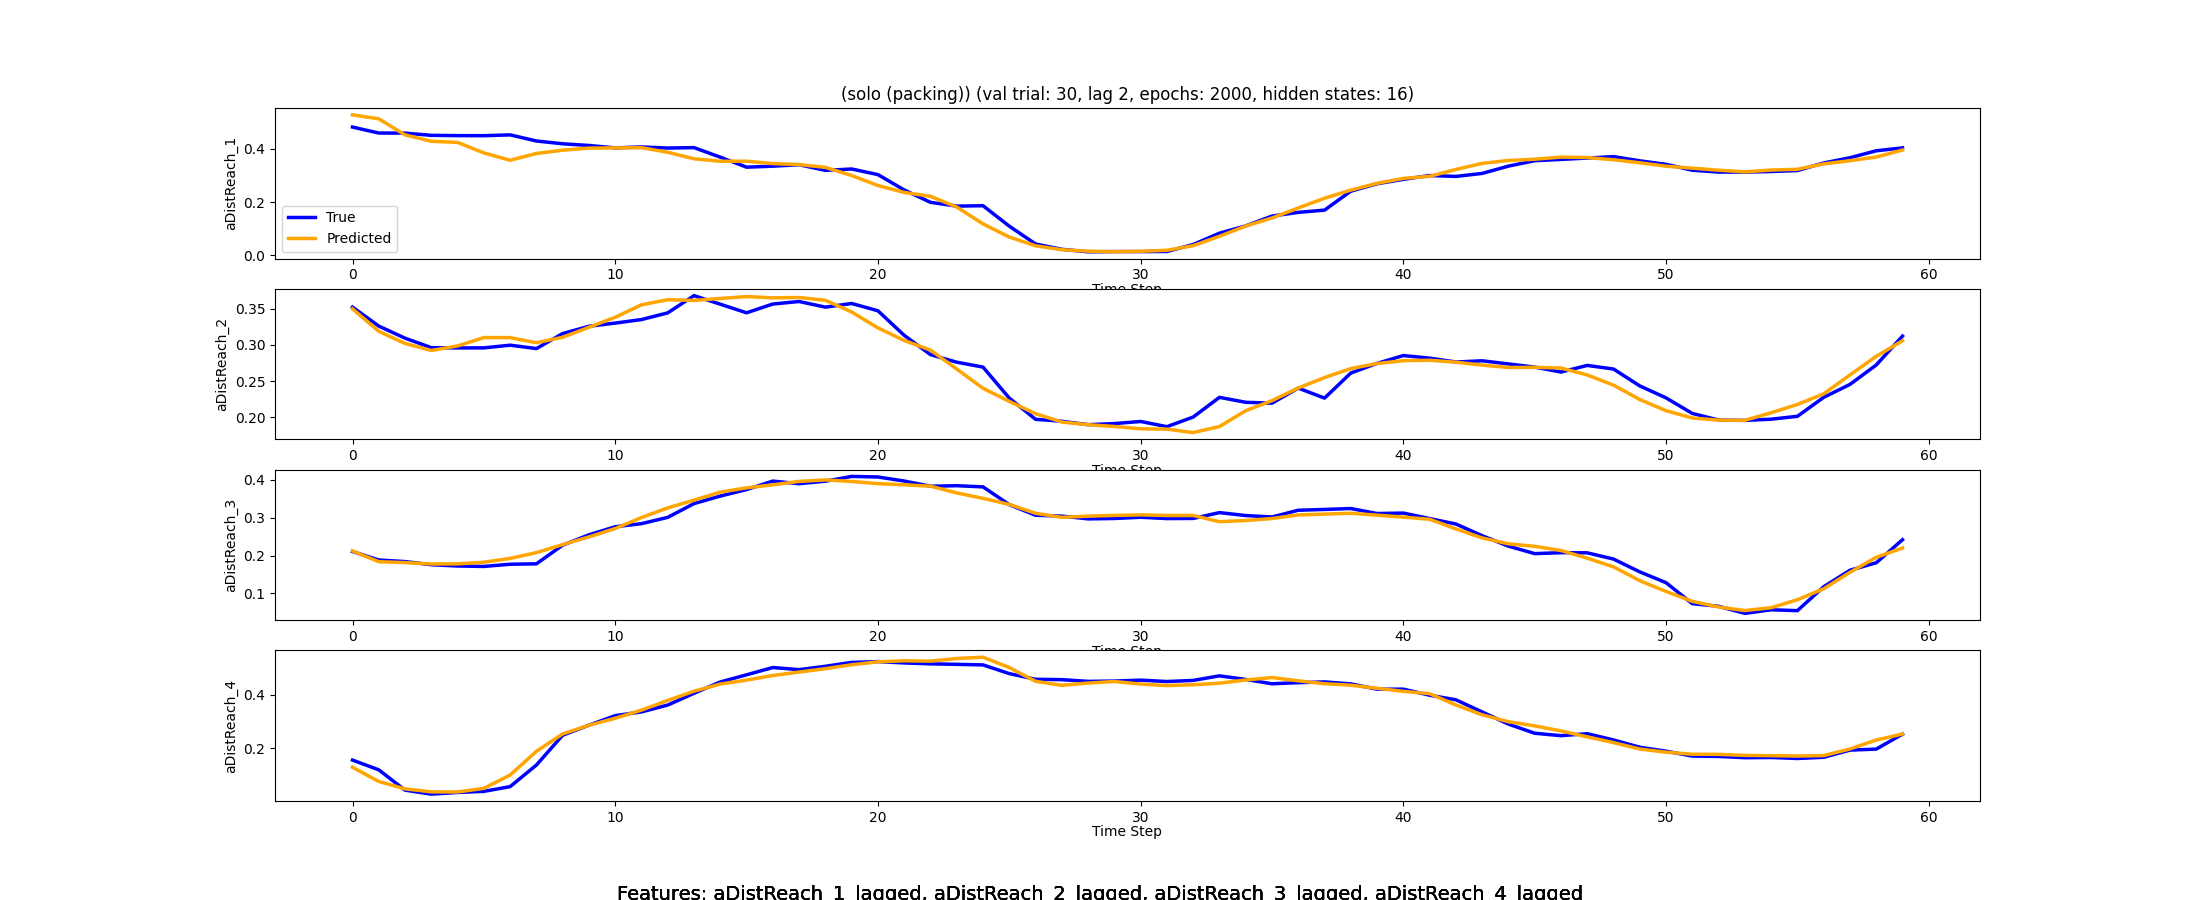 (solo (packing)) (val trial: 30, lag 2, epochs: 2000, hidden states: 16)
aDistReach_1
0.4
0.2
0.0
True
Predicted
0 10 20 30 40 50 60
Time Step
aDistReach_2
0.35
0.30
0.25
0.20
0 10 20 30 40 50 60
Time Step
aDistReach_3
0.4
0.3
0.2
0.1
0 10 20 30 40 50 60
Time Step
aDistReach_4
0.4
0.2
0 10 20 30 40 50 60
Time Step
Features: aDistReach_1_lagged, aDistReach_2_lagged, aDistReach_3_lagged, aDistReach_4_lagged